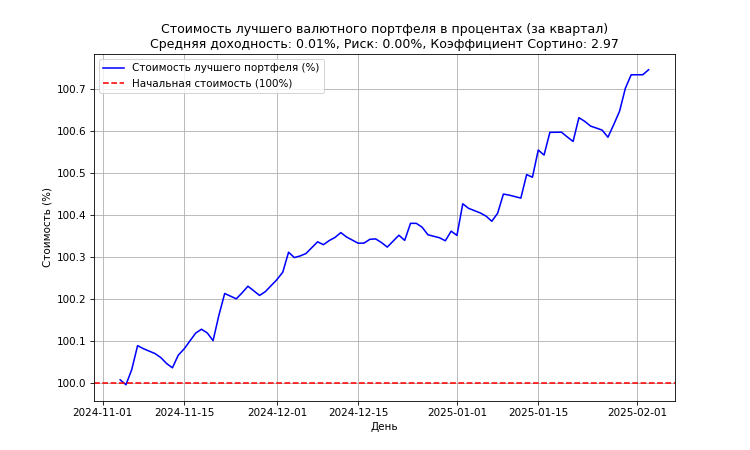 Стоимость лучшего валютного портфеля в процентах (за квартал)
Средняя доходность: 0.01%, Риск: 0.00%, Коэффициент Сортино: 2.97
Стоимость лучшего портфеля (%)
Начальная стоимость (100%)
Стоимость (%)
100.7
100.6
100.5
100.4
100.3
100.2
100.1
100.0
2024-11-01 2024-11-15 2024-12-01 2024-12-15 2025-01-01 2025-01-15 2025-02-01
День